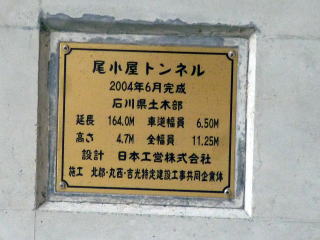 尾小屋トンネル
2004年6月完成
石川県土木部
延長 164.0M 車道幅員 6.50M
高さ 4.7M 全幅員 11.25M
設計 日本工営株式会社
施工 北都・丸西・吉光特定建設工事共同企業体